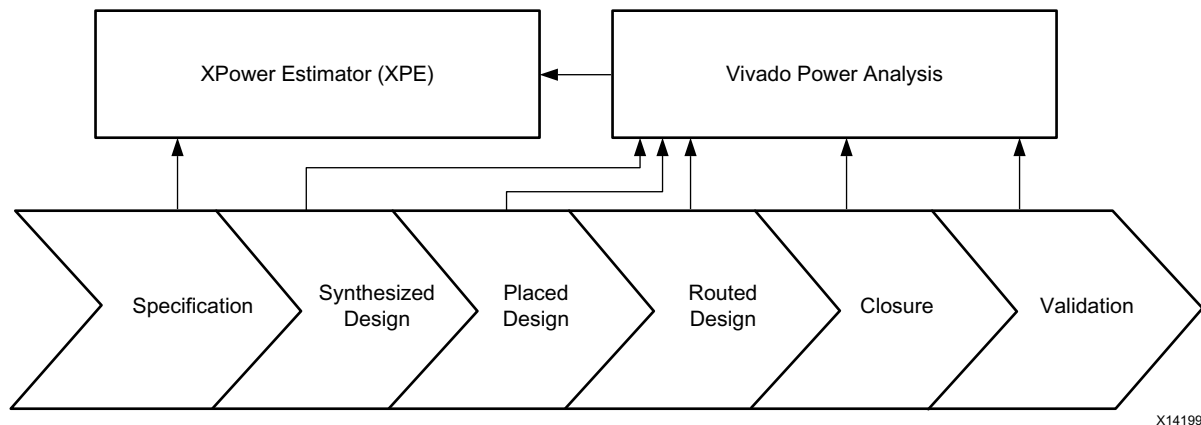 XPower Estimator (XPE)
Vivado Power Analysis
Specification
Synthesized
Design
Placed
Design
Routed
Design
Closure
Validation
X14199